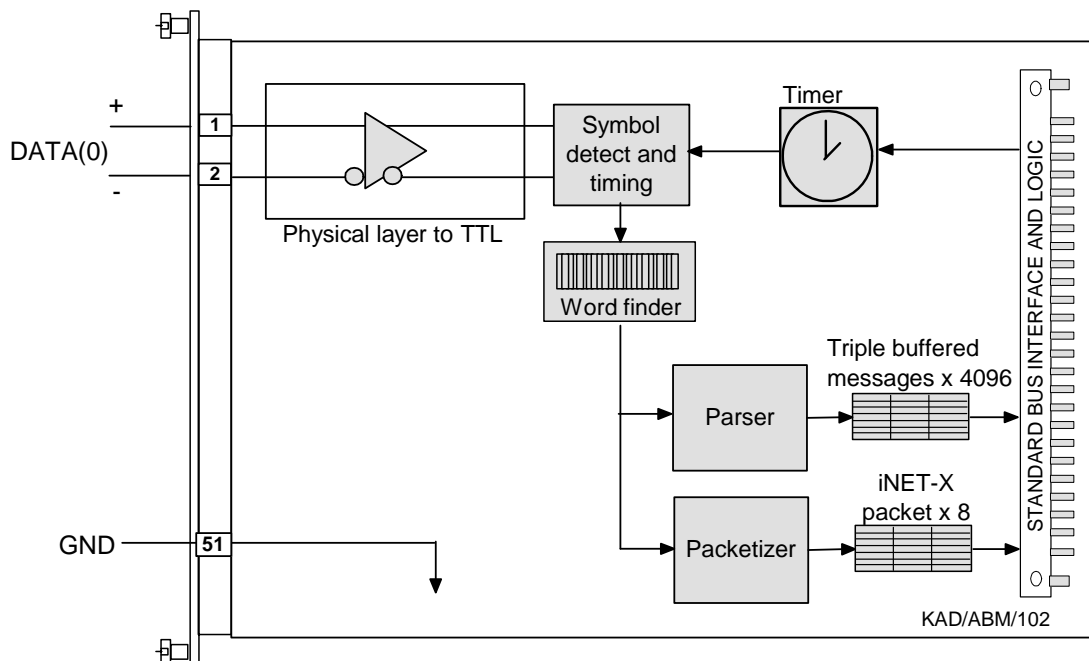 +
DATA(0)
-
1
2
Physical layer to TTL
Symbol
detect and
timing
Timer
Word finder
Parser
Triple buffered
messages x 4096
Packetizer
iNET-X
packet x 8
GND
51
STANDARD BUS INTERFACE AND LOGIC
KAD/ABM/102